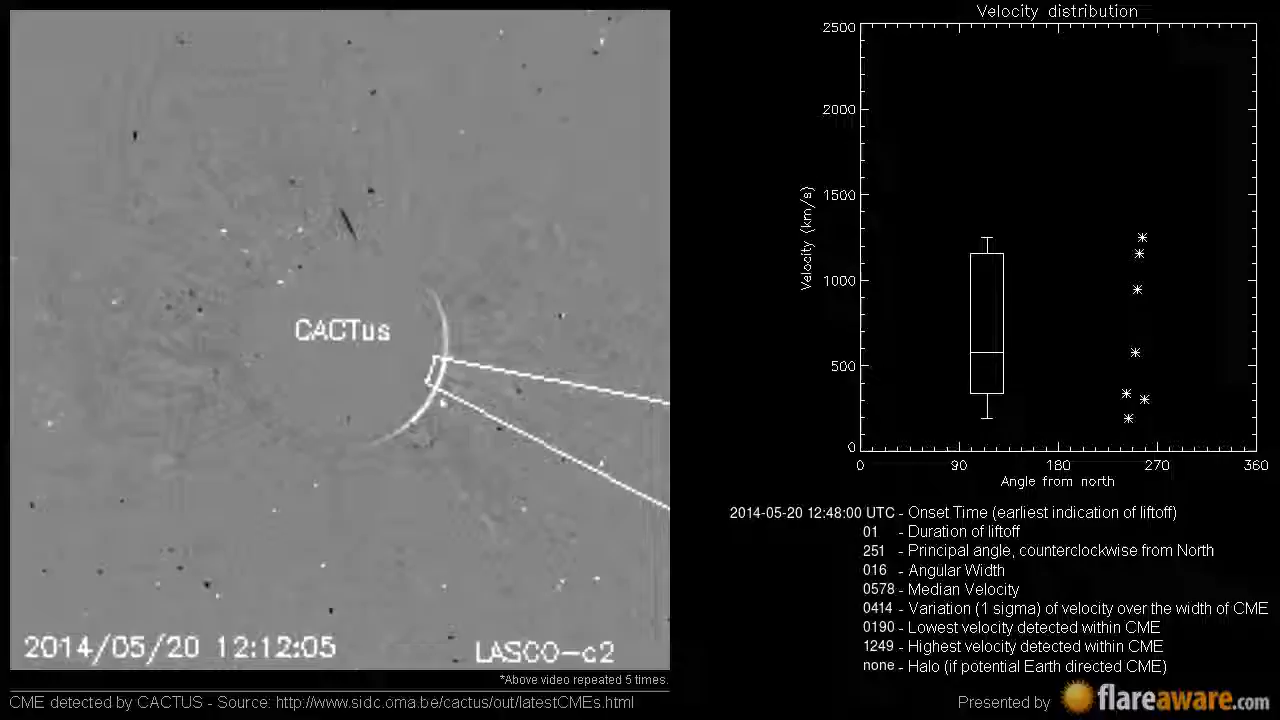 CACTus
2014/05/20 12:12:05
LASCO-c2
*Above video repeated 5 times.
CME detected by CACTUS - Source: http://www.sidc.oma.be/cactus/out/latestCMEs.html
Velocity distribution
Velocity (km/s)
2500
2000
1500
1000
500
0
0 90 180 270 360
Angle from north
2014-05-20 12:48:00 UTC - Onset Time (earliest indication of liftoff)
01 - Duration of liftoff
251 - Principal angle, counterclockwise from North
016 - Angular Width
0578 - Median Velocity
0414 - Variation (1 sigma) of velocity over the width of CME
0190 - Lowest velocity detected within CME
1249 - Highest velocity detected within CME
none - Halo (if potential Earth directed CME)
Presented by flareaware.com